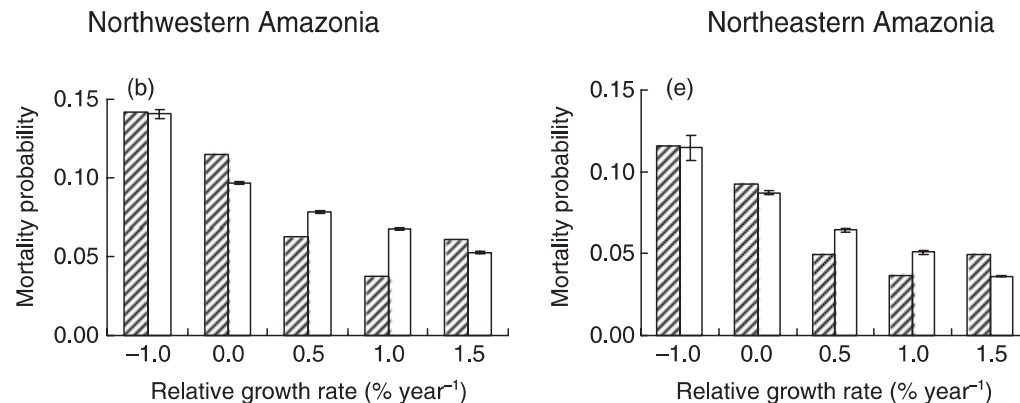 Northwestern Amazonia
(b)
Mortality probability
0.15
0.10
0.05
0.00
−1.0 0.0 0.5 1.0 1.5
Relative growth rate (% year⁻¹)
Northeastern Amazonia
(e)
Mortality probability
0.15
0.10
0.05
0.00
−1.0 0.0 0.5 1.0 1.5
Relative growth rate (% year⁻¹)